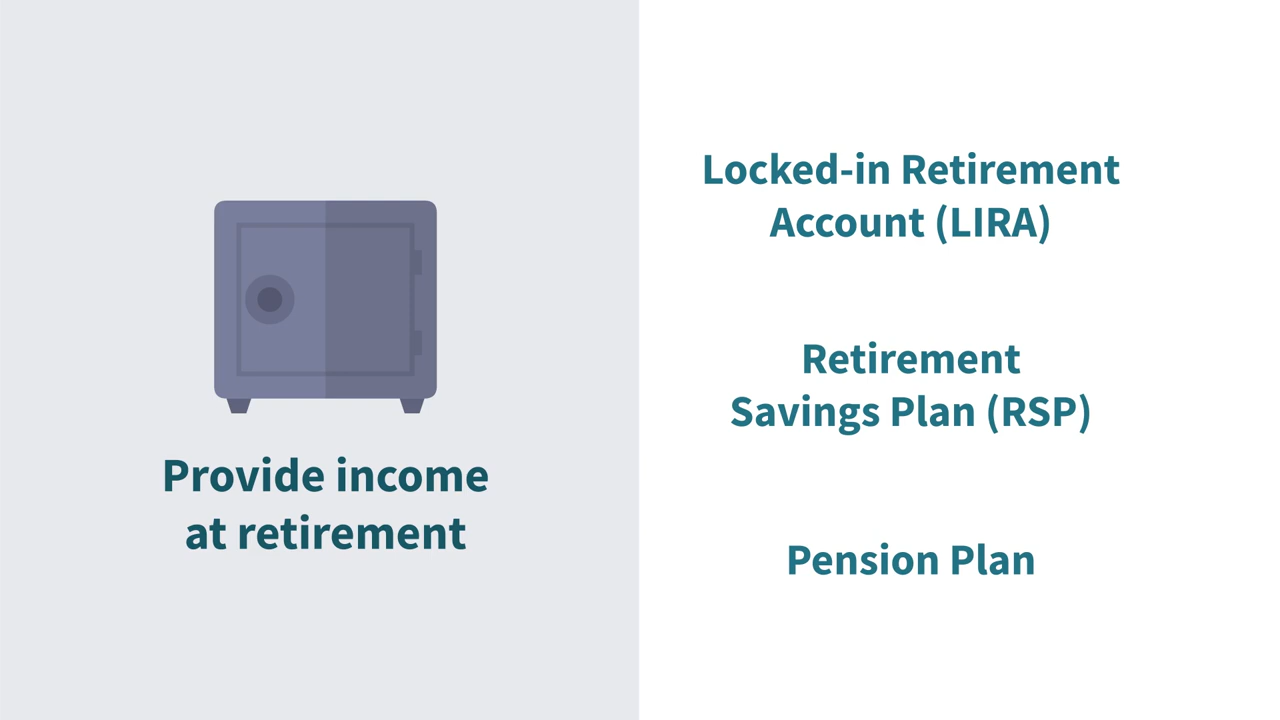 Provide income
at retirement
Locked-in Retirement
Account (LIRA)
Retirement
Savings Plan (RSP)
Pension Plan